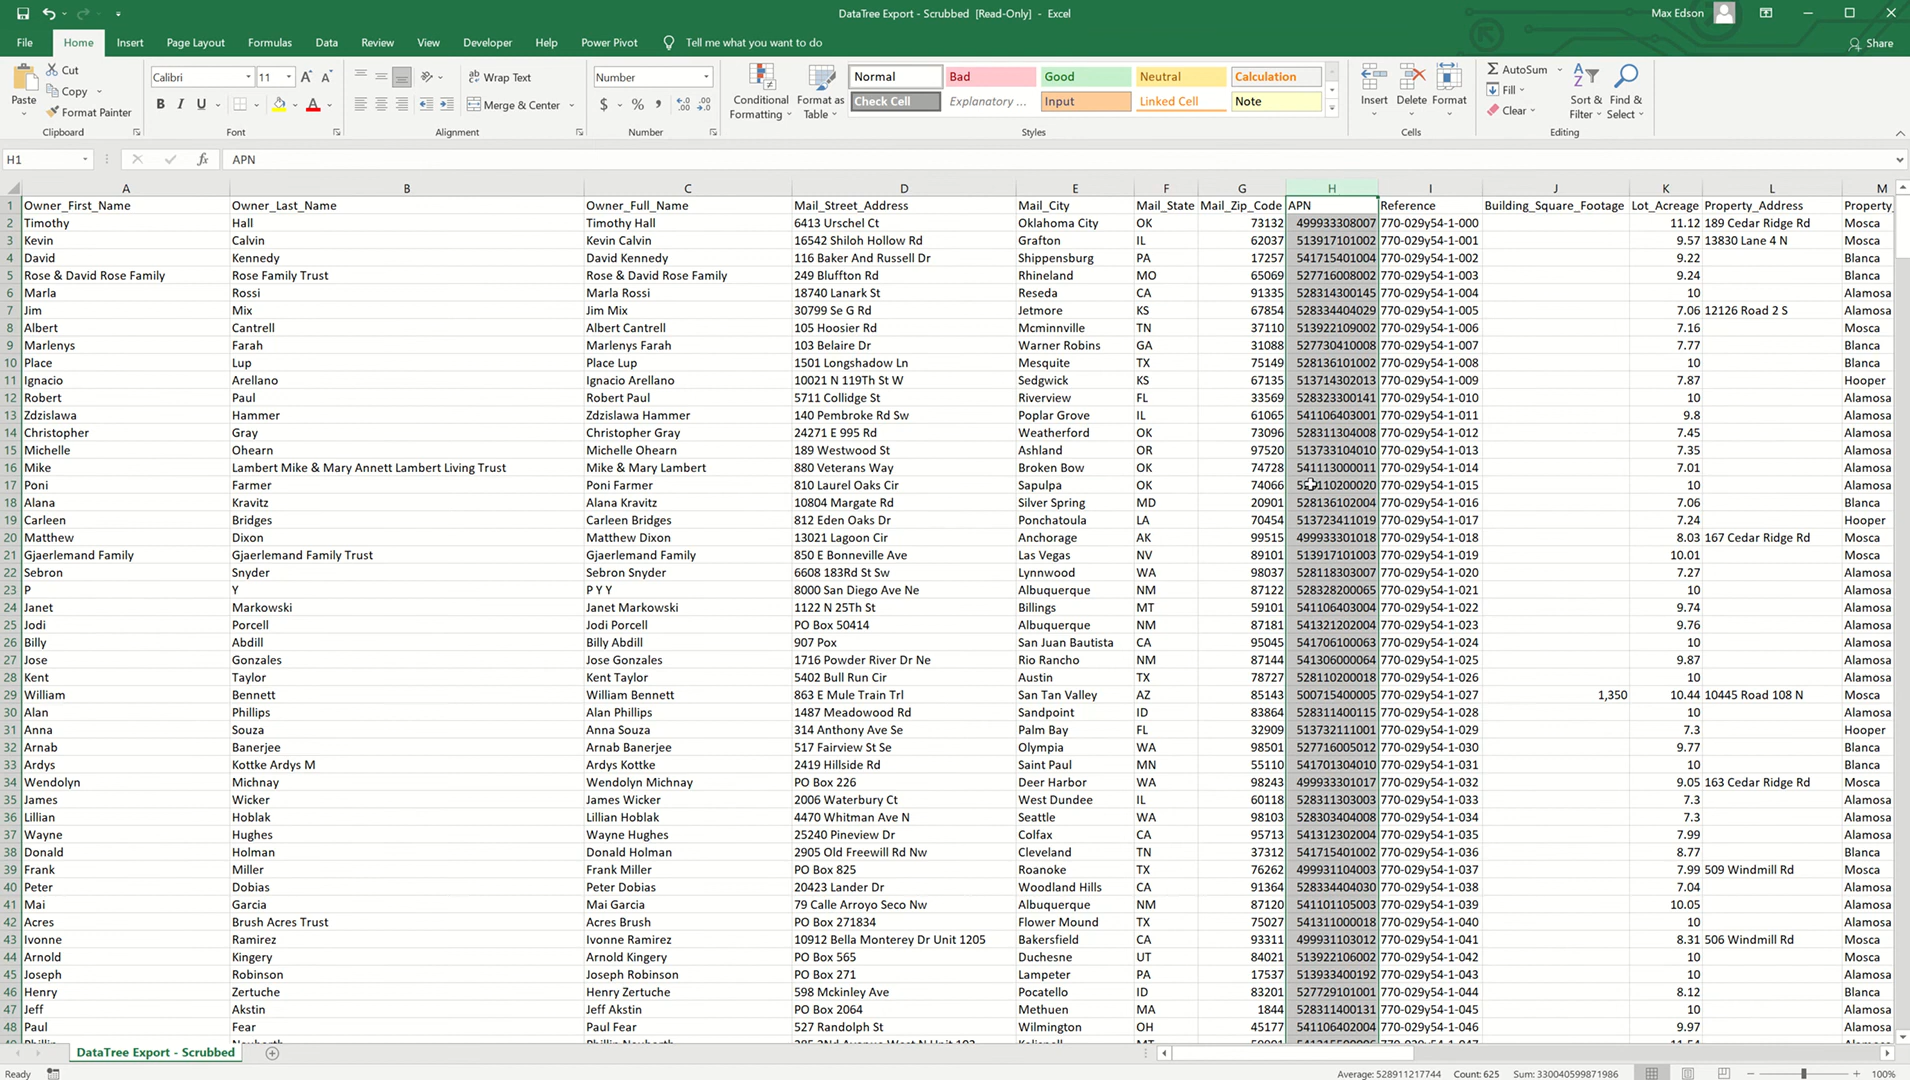 DataTree Export - Scrubbed [Read-Only] - Excel
Max Edson
File Home Insert Page Layout Formulas Data Review View Developer Help Power Pivot Tell me what you want to do Share
Paste Cut Copy Format Painter Clipboard
Calibri 11 B I U A Font
Wrap Text Merge & Center Alignment
Number $ % , Number
Conditional Formatting Format as Table
Normal Bad Good Neutral Calculation
Check Cell Explanatory ... Input Linked Cell Note
Styles
Insert Delete Format Cells
AutoSum Fill Clear Sort & Filter Find & Select Editing
H1 fx APN
A B C D E F G H I J K L M
1 Owner_First_Name Owner_Last_Name Owner_Full_Name Mail_Street_Address Mail_City Mail_State Mail_Zip_Code APN Reference Building_Square_Footage Lot_Acreage Property_Address Property_
2 Timothy Hall Timothy Hall 6413 Urschel Ct Oklahoma City OK 73132 499933308007 770-029y54-1-000 11.12 189 Cedar Ridge Rd Mosca
3 Kevin Calvin Kevin Calvin 16542 Shiloh Hollow Rd Grafton IL 62037 513917101002 770-029y54-1-001 9.57 13830 Lane 4 N Mosca
4 David Kennedy David Kennedy 116 Baker And Russell Dr Shippensburg PA 17257 541715401004 770-029y54-1-002 9.22 Blanca
5 Rose & David Rose Family Rose Family Trust Rose & David Rose Family 249 Bluffton Rd Rhineland MO 65069 527716008002 770-029y54-1-003 9.24 Blanca
6 Marla Rossi Marla Rossi 18740 Lanark St Reseda CA 91335 528314300145 770-029y54-1-004 10 Alamosa
7 Jim Mix Jim Mix 30799 Se G Rd Jetmore KS 67854 528334404029 770-029y54-1-005 7.06 12126 Road 2 S Alamosa
8 Albert Cantrell Albert Cantrell 105 Hoosier Rd Mcminnville TN 37110 513922109002 770-029y54-1-006 7.16 Mosca
9 Marlenys Farah Marlenys Farah 103 Belaire Dr Warner Robins GA 31088 527730410008 770-029y54-1-007 7.77 Blanca
10 Place Lup Place Lup 1501 Longshadow Ln Mesquite TX 75149 528136101002 770-029y54-1-008 10 Blanca
11 Ignacio Arellano Ignacio Arellano 10021 N 119Th St W Sedgwick KS 67135 513714302013 770-029y54-1-009 7.87 Hooper
12 Robert Paul Robert Paul 5711 Collidge St Riverview FL 33569 528323300141 770-029y54-1-010 10 Alamosa
13 Zdzislawa Hammer Zdzislawa Hammer 140 Pembroke Rd Sw Poplar Grove IL 61065 541106403001 770-029y54-1-011 9.8 Alamosa
14 Christopher Gray Christopher Gray 24271 E 995 Rd Weatherford OK 73096 528311304008 770-029y54-1-012 7.45 Alamosa
15 Michelle Ohearn Michelle Ohearn 189 Westwood St Ashland OR 97520 513733104010 770-029y54-1-013 7.35 Alamosa
16 Mike Lambert Mike & Mary Annett Lambert Living Trust Mike & Mary Lambert 880 Veterans Way Broken Bow OK 74728 541113000011 770-029y54-1-014 7.01 Alamosa
17 Poni Farmer Poni Farmer 810 Laurel Oaks Cir Sapulpa OK 74066 770-029y54-1-015 10 Alamosa
18 Alana Kravitz Alana Kravitz 10804 Margate Rd Silver Spring MD 20901 528136102004 770-029y54-1-016 7.06 Blanca
19 Carleen Bridges Carleen Bridges 812 Eden Oaks Dr Ponchatoula LA 70454 513723411019 770-029y54-1-017 7.24 Hooper
20 Matthew Dixon Matthew Dixon 13021 Lagoon Cir Anchorage AK 99515 499933301018 770-029y54-1-018 8.03 167 Cedar Ridge Rd Mosca
21 Gjaerlemand Family Gjaerlemand Family Trust Gjaerlemand Family 850 E Bonneville Ave Las Vegas NV 89101 513917101003 770-029y54-1-019 10.01 Mosca
22 Sebron Snyder Sebron Snyder 6608 183Rd St Sw Lynnwood WA 98037 528118303007 770-029y54-1-020 7.27 Alamosa
23 P Y P Y Y 8000 San Diego Ave Ne Albuquerque NM 87122 528328200065 770-029y54-1-021 10 Alamosa
24 Janet Markowski Janet Markowski 1122 N 25Th St Billings MT 59101 541106403004 770-029y54-1-022 9.74 Alamosa
25 Jodi Porcell Jodi Porcell PO Box 50414 Albuquerque NM 87181 541321202004 770-029y54-1-023 9.76 Alamosa
26 Billy Abdill Billy Abdill 907 Pox San Juan Bautista CA 95045 541706100063 770-029y54-1-024 10 Alamosa
27 Jose Gonzales Jose Gonzales 1716 Powder River Dr Ne Rio Rancho NM 87144 541306000064 770-029y54-1-025 9.87 Alamosa
28 Kent Taylor Kent Taylor 5402 Bull Run Cir Austin TX 78727 528110200018 770-029y54-1-026 10 Alamosa
29 William Bennett William Bennett 863 E Mule Train Trl San Tan Valley AZ 85143 500715400005 770-029y54-1-027 1,350 10.44 10445 Road 108 N Mosca
30 Alan Phillips Alan Phillips 1487 Meadowood Rd Sandpoint ID 83864 528311400115 770-029y54-1-028 10 Alamosa
31 Anna Souza Anna Souza 314 Anthony Ave Se Palm Bay FL 32909 513732111001 770-029y54-1-029 7.3 Hooper
32 Arnab Banerjee Arnab Banerjee 517 Fairview St Se Olympia WA 98501 527716005012 770-029y54-1-030 9.77 Blanca
33 Ardys Kottke Ardys M Ardys Kottke 2419 Hillside Rd Saint Paul MN 55110 541701304010 770-029y54-1-031 10 Blanca
34 Wendolyn Michnay Wendolyn Michnay PO Box 226 Deer Harbor WA 98243 499933301017 770-029y54-1-032 9.05 163 Cedar Ridge Rd Mosca
35 James Wicker James Wicker 2006 Waterbury Ct West Dundee IL 60118 528311303003 770-029y54-1-033 7.3 Alamosa
36 Lillian Hoblak Lillian Hoblak 4470 Whitman Ave N Seattle WA 98103 528303404008 770-029y54-1-034 7.3 Alamosa
37 Wayne Hughes Wayne Hughes 25240 Pineview Dr Colfax CA 95713 541312302004 770-029y54-1-035 7.99 Alamosa
38 Donald Holman Donald Holman 2905 Old Freewill Rd Nw Cleveland TN 37312 541715401002 770-029y54-1-036 8.77 Blanca
39 Frank Miller Frank Miller PO Box 825 Roanoke TX 76262 499931104003 770-029y54-1-037 7.99 509 Windmill Rd Mosca
40 Peter Dobias Peter Dobias 20423 Lander Dr Woodland Hills CA 91364 528334404030 770-029y54-1-038 7.04 Alamosa
41 Mai Garcia Mai Garcia 79 Calle Arroyo Seco Nw Albuquerque NM 87120 541101105003 770-029y54-1-039 10.05 Alamosa
42 Acres Brush Acres Trust Acres Brush PO Box 271834 Flower Mound TX 75027 541311000018 770-029y54-1-040 10 Alamosa
43 Ivonne Ramirez Ivonne Ramirez 10912 Bella Monterey Dr Unit 1205 Bakersfield CA 93311 499931103012 770-029y54-1-041 8.31 506 Windmill Rd Mosca
44 Arnold Kingery Arnold Kingery PO Box 565 Duchesne UT 84021 513922106002 770-029y54-1-042 10 Mosca
45 Joseph Robinson Joseph Robinson PO Box 271 Lampeter PA 17537 513933400192 770-029y54-1-043 10 Alamosa
46 Henry Zertuche Henry Zertuche 598 Mckinley Ave Pocatello ID 83201 527729101001 770-029y54-1-044 8.12 Blanca
47 Jeff Akstin Jeff Akstin PO Box 2064 Methuen MA 1844 528311400131 770-029y54-1-045 10 Alamosa
48 Paul Fear Paul Fear 527 Randolph St Wilmington OH 45177 541106402004 770-029y54-1-046 9.97 Alamosa
DataTree Export - Scrubbed
Ready Average: 528911217744 Count: 625 Sum: 330040599871986 100%